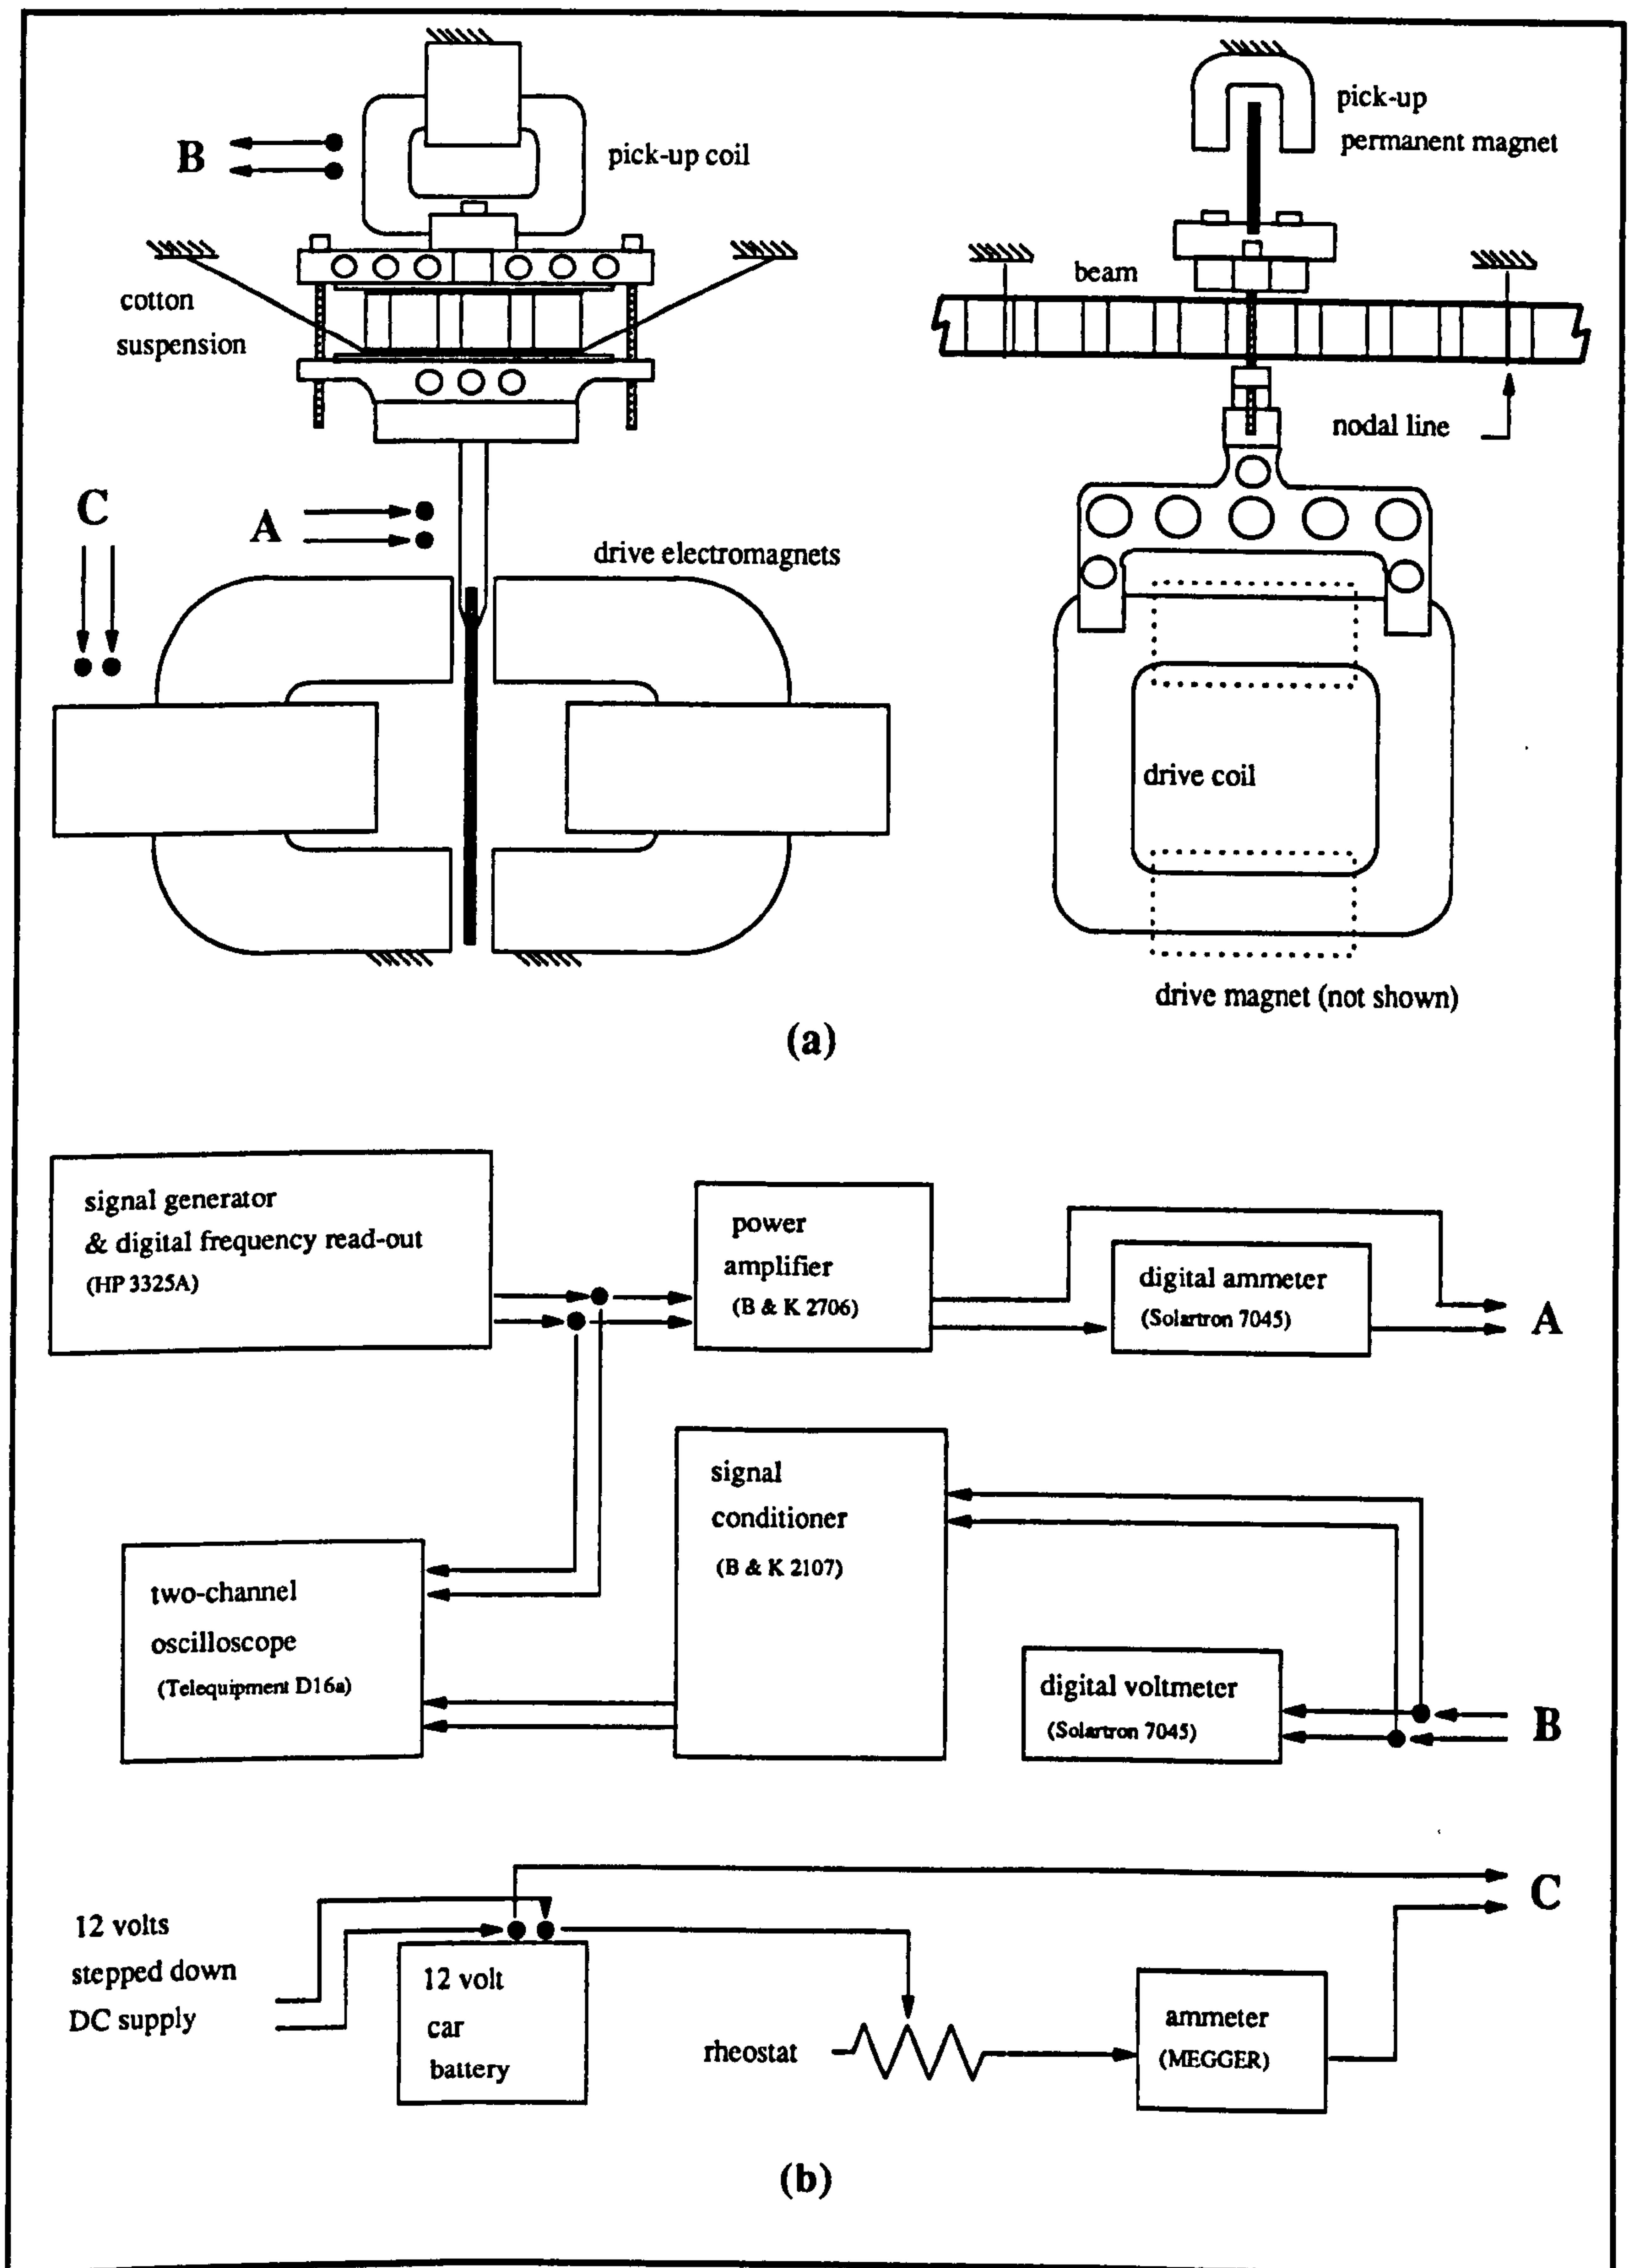 B
pick-up coil
pick-up
permanent magnet
cotton
suspension
beam
nodal line
C
A
drive electromagnets
drive coil
drive magnet (not shown)
(a)
signal generator
& digital frequency read-out
(HP 3325A)
power
amplifier
(B & K 2706)
digital ammeter
(Solartron 7045)
A
signal
conditioner
(B & K 2107)
two-channel
oscilloscope
(Telequipment D16a)
digital voltmeter
(Solartron 7045)
B
C
12 volts
stepped down
DC supply
12 volt
car
battery
rheostat
ammeter
(MEGGER)
(b)